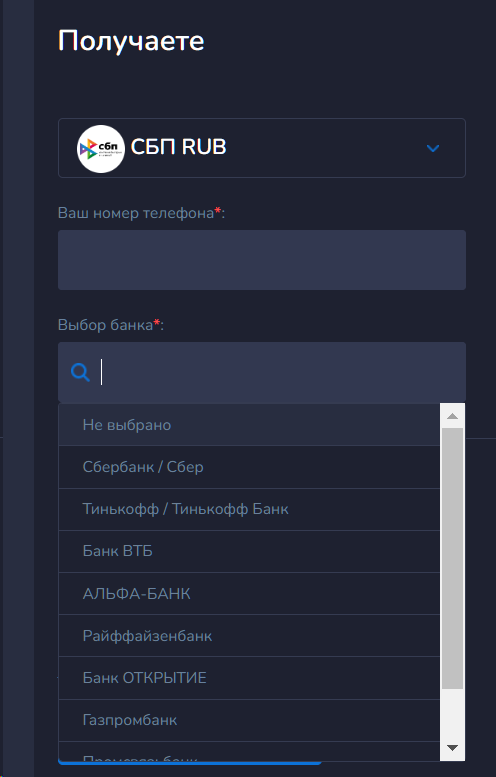 Получаете
сбп
СБП RUB
Ваш номер телефона*:
Выбор банка*:
Не выбрано
Сбербанк / Сбер
Тинькофф / Тинькофф Банк
Банк ВТБ
АЛЬФА-БАНК
Райффайзенбанк
Банк ОТКРЫТИЕ
Газпромбанк
Промсвязьбанк